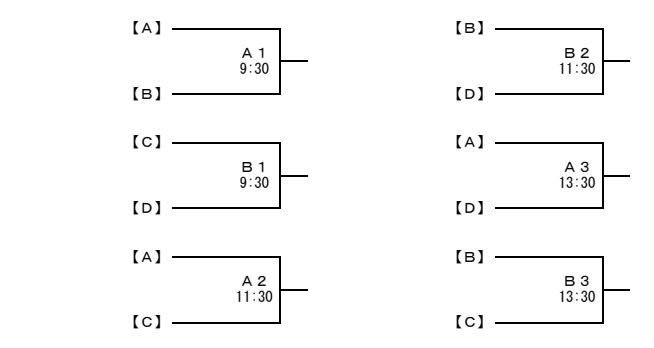 【A】
A 1
9:30
【B】
【C】
B 1
9:30
【D】
【A】
A 2
11:30
【C】
【B】
B 2
11:30
【D】
【A】
A 3
13:30
【D】
【B】
B 3
13:30
【C】